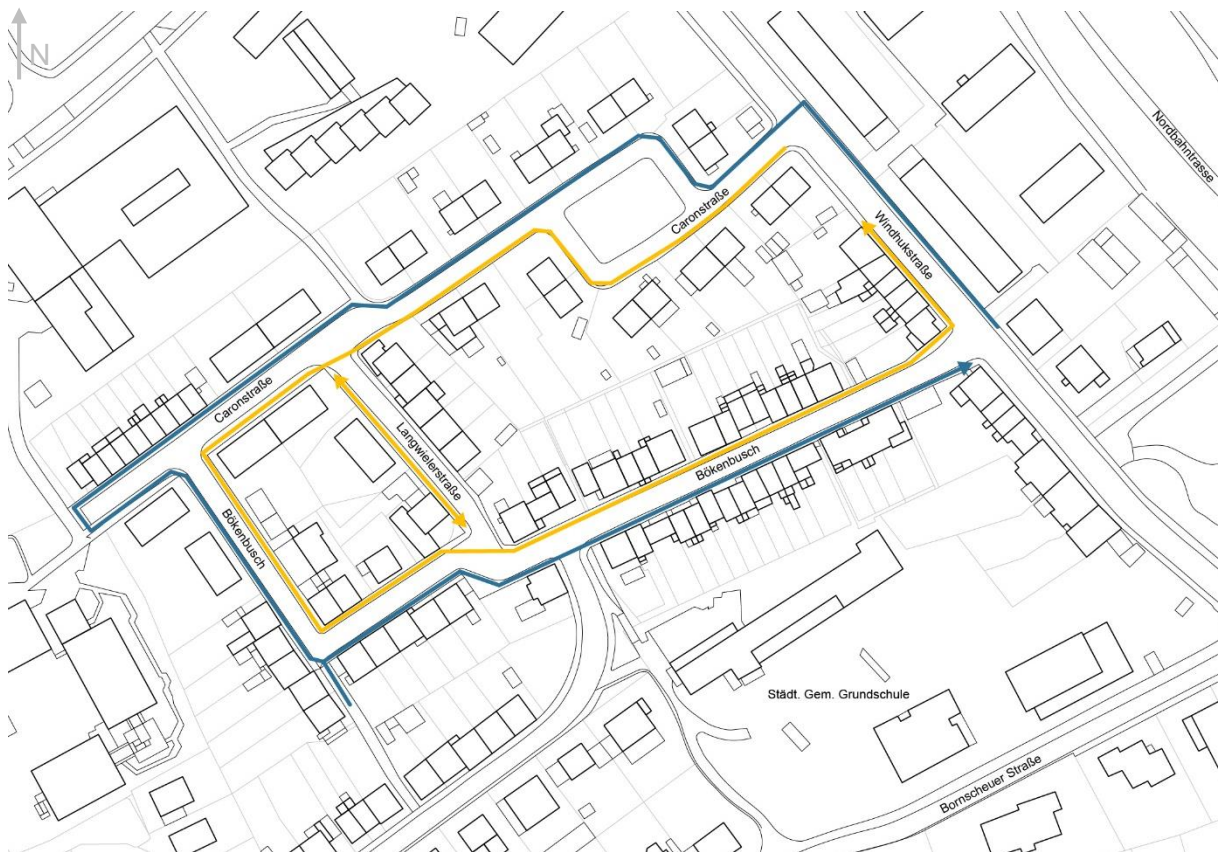 N
Nordbahntrasse
Caronstraße
Windhukstraße
Caronstraße
Langwielerstraße
Bökenbusch
Bökenbusch
Städt. Gem. Grundschule
Bornscheuer Straße